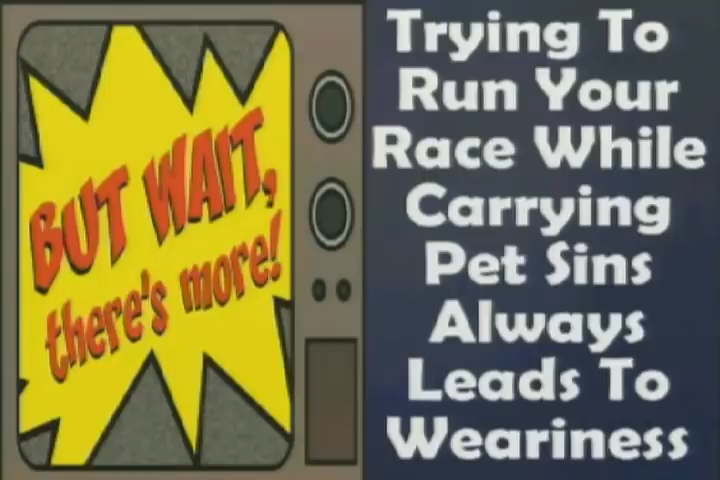 BUT WAIT,
there's more!
Trying To
Run Your
Race While
Carrying
Pet Sins
Always
Leads To
Weariness